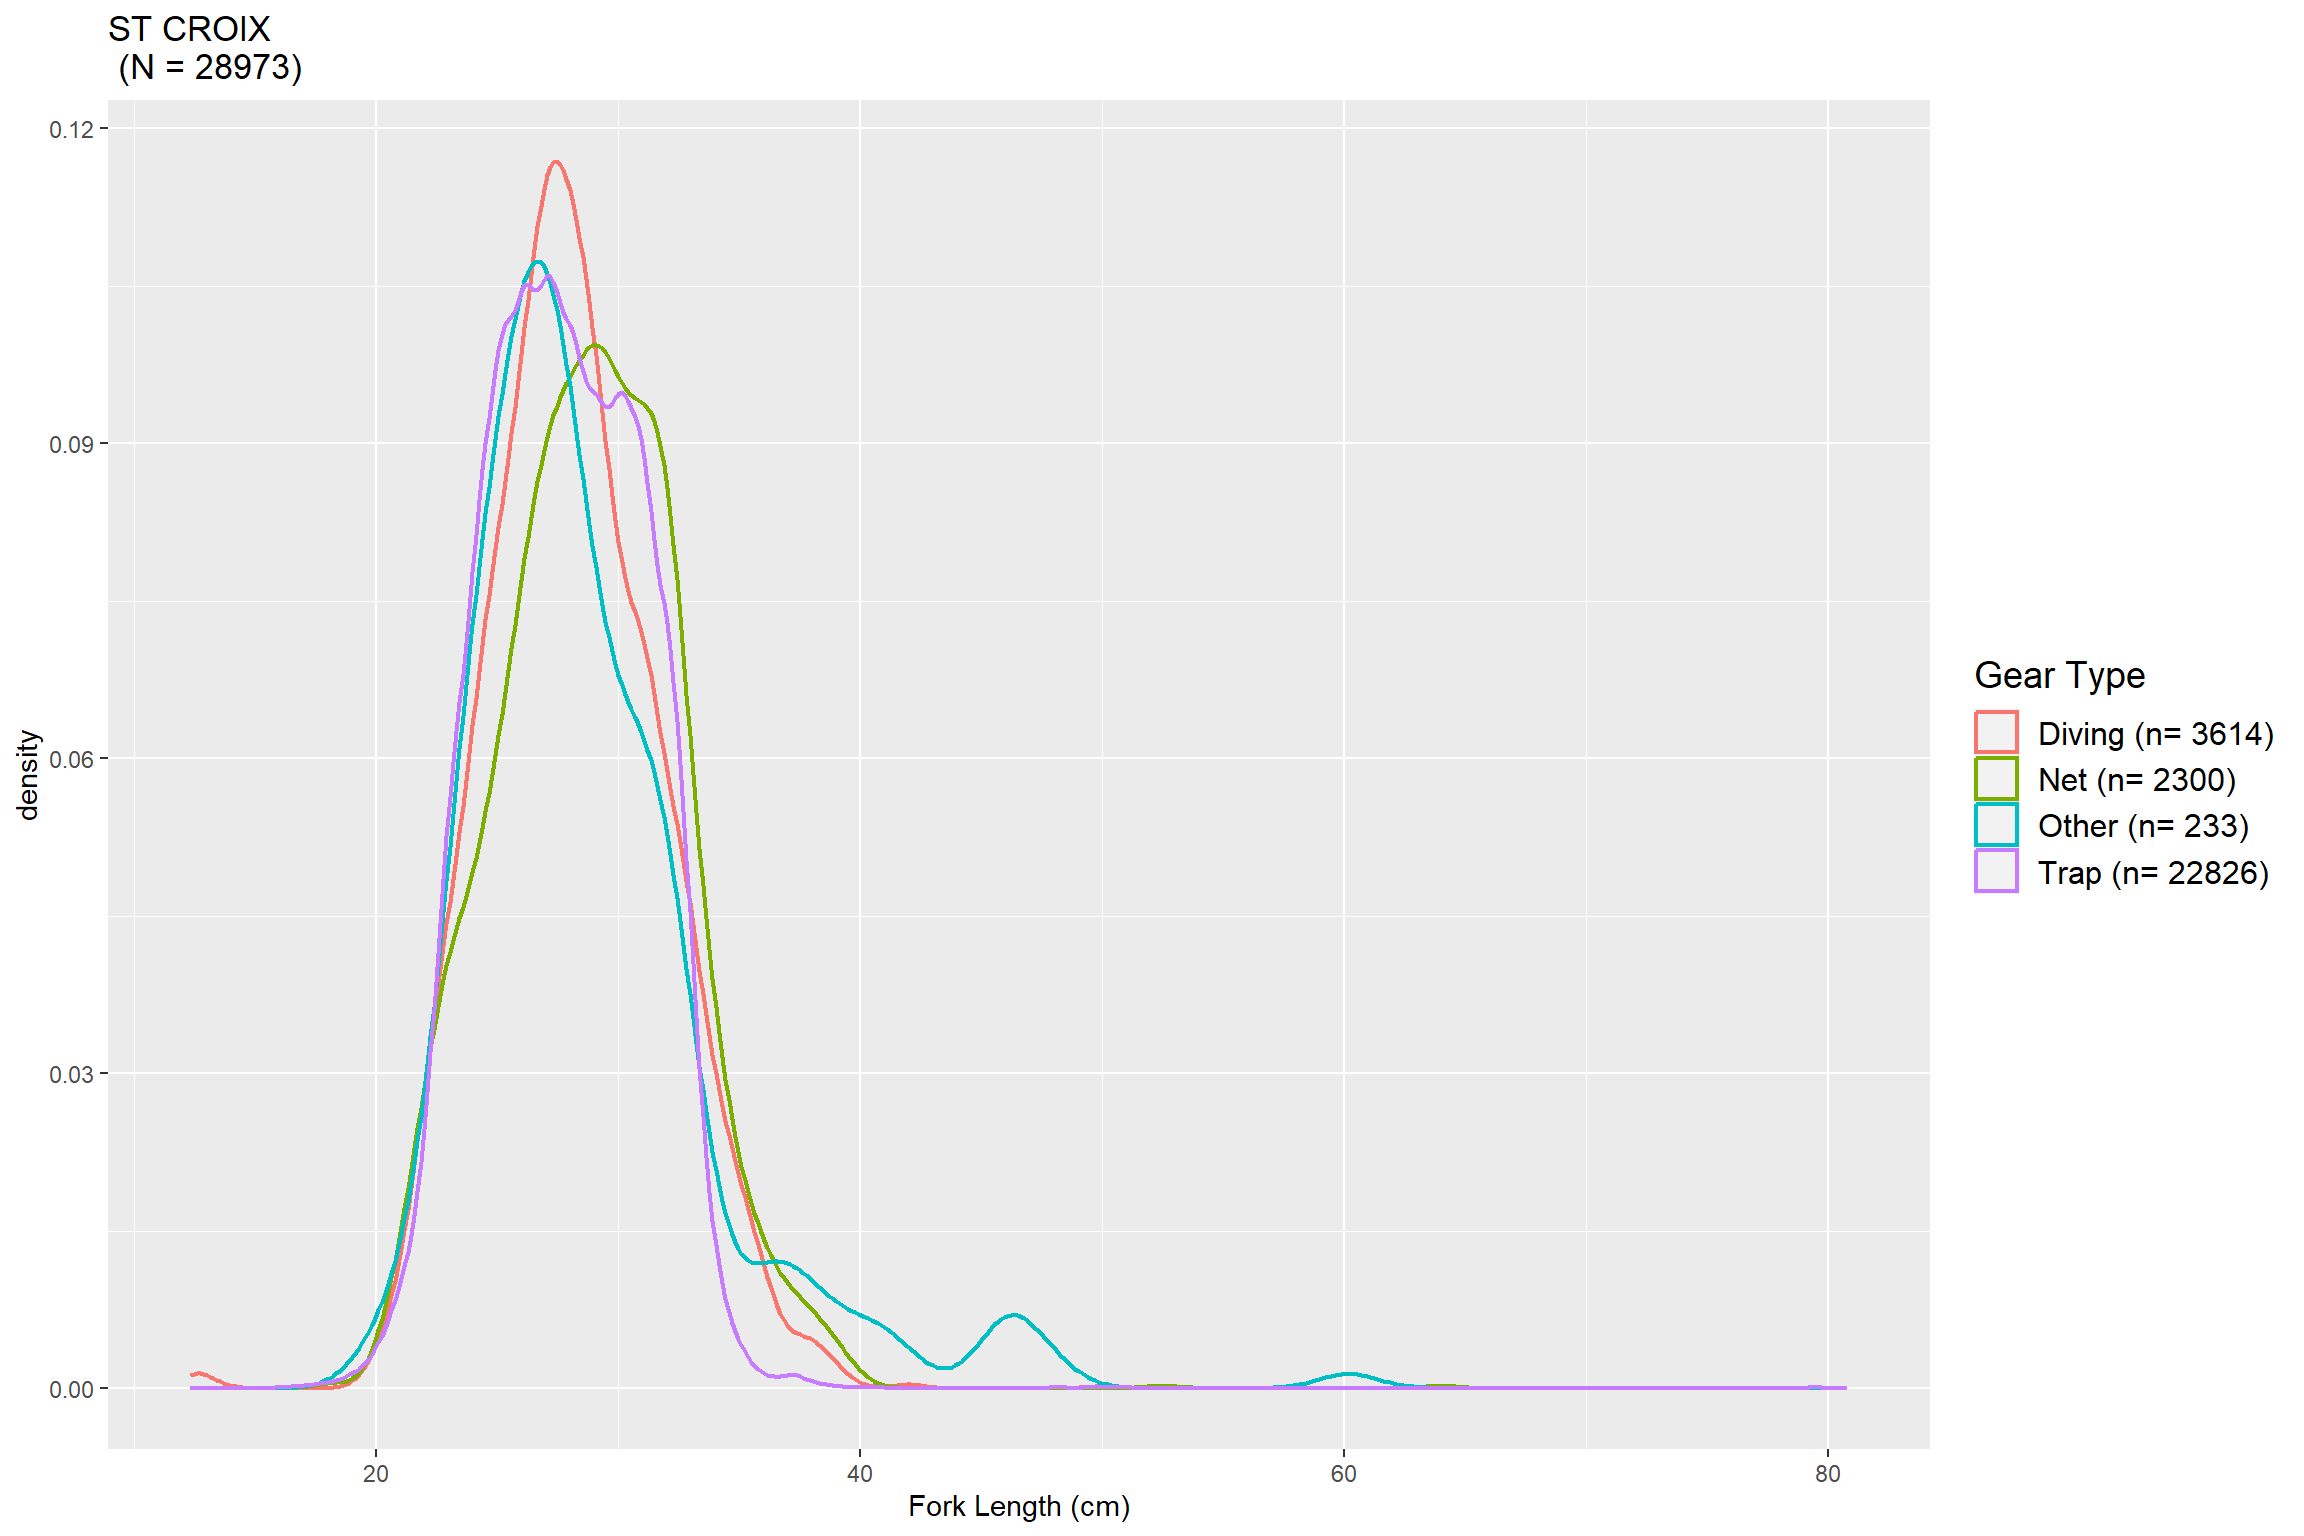 ST CROIX
(N = 28973)
0.12
0.09
0.06
0.03
0.00
density
20
40
60
80
Fork Length (cm)
Gear Type
Diving (n= 3614)
Net (n= 2300)
Other (n= 233)
Trap (n= 22826)